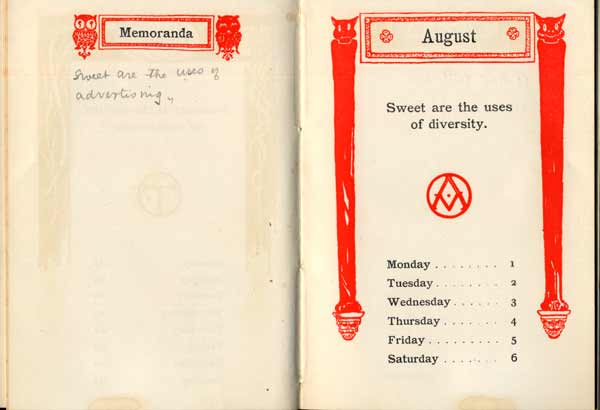 Memoranda
Sweet are the uses of
advertising.
August
Sweet are the uses
of diversity.
Monday . . . . . . . . 1
Tuesday . . . . . . . . 2
Wednesday . . . . . . 3
Thursday . . . . . . . 4
Friday . . . . . . . . . 5
Saturday . . . . . . . 6